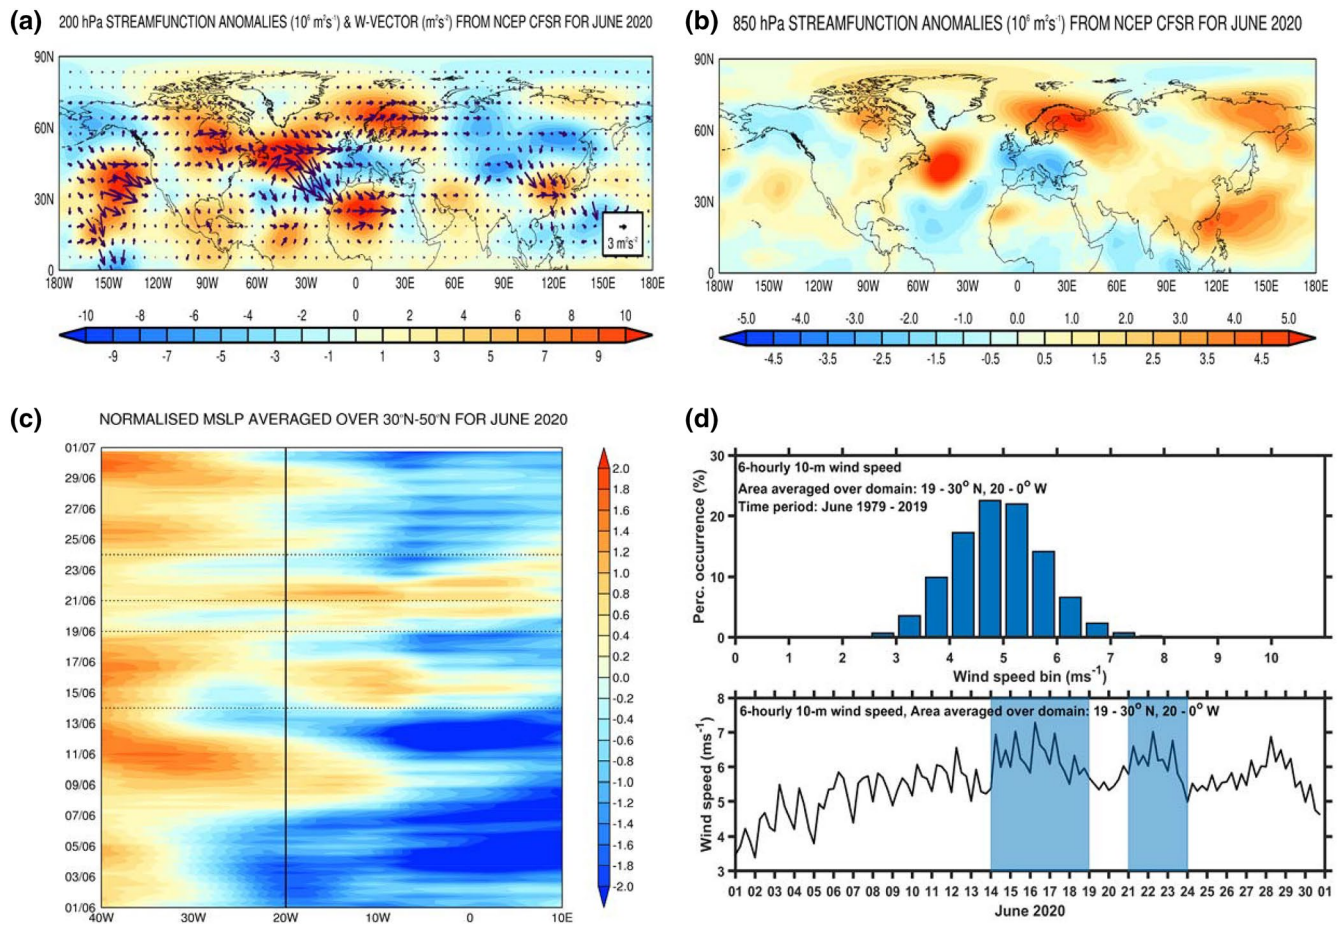 (a) 200 hPa STREAMFUNCTION ANOMALIES (10⁶ m²s⁻¹) & W-VECTOR (m²s⁻²) FROM NCEP CFSR FOR JUNE 2020
90N
60N
30N
0
180W 150W 120W 90W 60W 30W 0 30E 60E 90E 120E 150E 180E
3 m²s⁻²
-10 -8 -6 -4 -2 0 2 4 6 8 10
-9 -7 -5 -3 -1 1 3 5 7 9
(b) 850 hPa STREAMFUNCTION ANOMALIES (10⁶ m²s⁻¹) FROM NCEP CFSR FOR JUNE 2020
90N
60N
30N
0
180W 150W 120W 90W 60W 30W 0 30E 60E 90E 120E 150E 180E
-5.0 -4.0 -3.0 -2.0 -1.0 0.0 1.0 2.0 3.0 4.0 5.0
-4.5 -3.5 -2.5 -1.5 -0.5 0.5 1.5 2.5 3.5 4.5
(c)
NORMALISED MSLP AVERAGED OVER 30°N-50°N FOR JUNE 2020
01/07
29/06
27/06
25/06
23/06
21/06
19/06
17/06
15/06
13/06
11/06
09/06
07/06
05/06
03/06
01/06
40W 30W 20W 10W 0 10E
2.0
1.8
1.6
1.4
1.2
1.0
0.8
0.6
0.4
0.2
0.0
-0.2
-0.4
-0.6
-0.8
-1.0
-1.2
-1.4
-1.6
-1.8
-2.0
(d)
6-hourly 10-m wind speed
Area averaged over domain: 19 - 30° N, 20 - 0° W
Time period: June 1979 - 2019
Perc. occurrence (%)
30
20
10
0
0 1 2 3 4 5 6 7 8 9 10
Wind speed bin (ms⁻¹)
6-hourly 10-m wind speed, Area averaged over domain: 19 - 30° N, 20 - 0° W
Wind speed (ms⁻¹)
8
7
6
5
4
3
01 02 03 04 05 06 07 08 09 10 11 12 13 14 15 16 17 18 19 20 21 22 23 24 25 26 27 28 29 30 01
June 2020